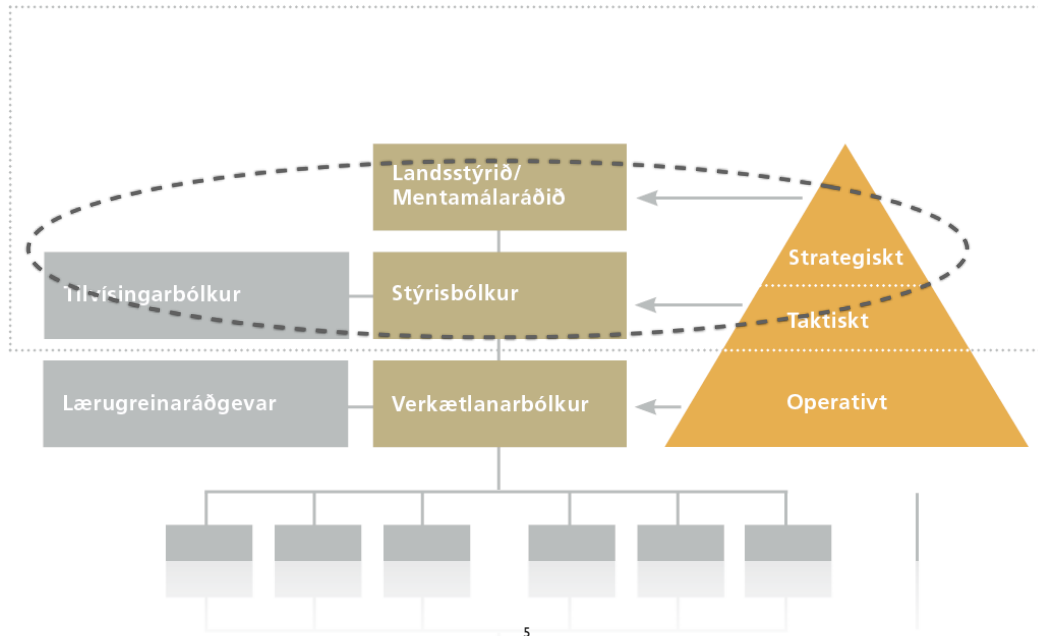 Landsstýrið/
Mentamálaráðið
Strategiskt
Tilvísingarbólkur
Stýrisbólkur
Taktiskt
Lærugreinaráðgevar
Verkætlanarbólkur
Operativt
5